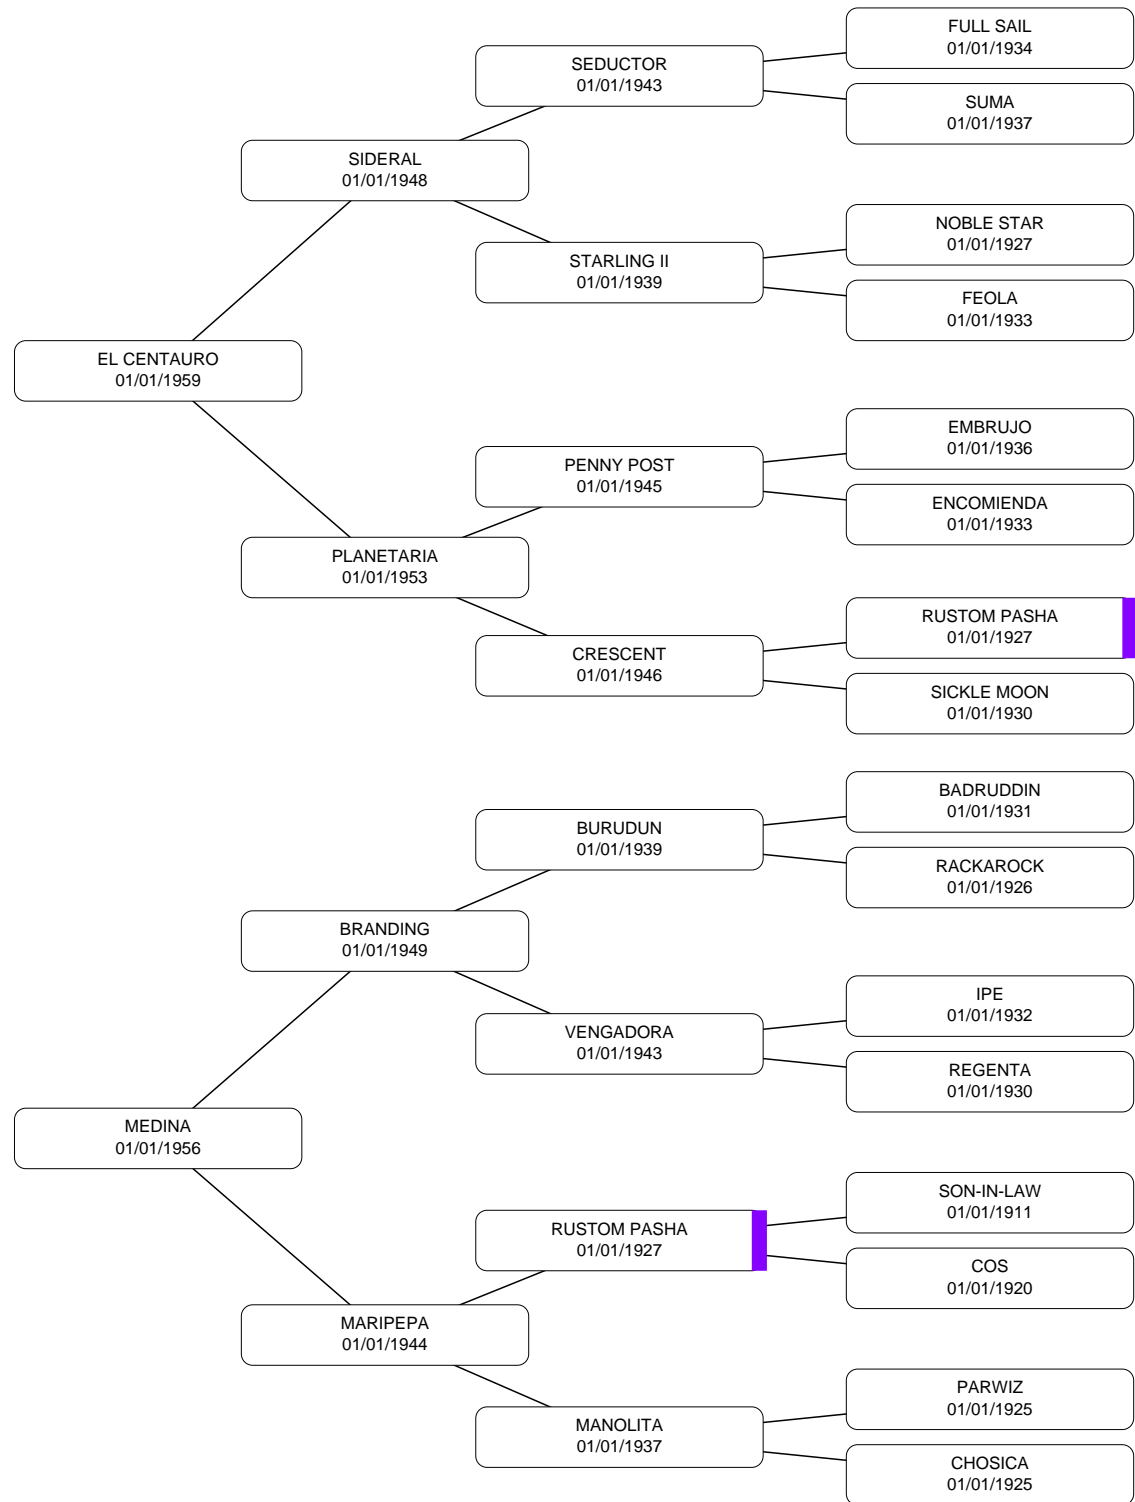 FULL SAIL
01/01/1934
SEDUCTOR
01/01/1943
SUMA
01/01/1937
SIDERAL
01/01/1948
NOBLE STAR
01/01/1927
STARLING II
01/01/1939
FEOLA
01/01/1933
EL CENTAURO
01/01/1959
EMBRUJO
01/01/1936
PENNY POST
01/01/1945
ENCOMIENDA
01/01/1933
PLANETARIA
01/01/1953
RUSTOM PASHA
01/01/1927
CRESCENT
01/01/1946
SICKLE MOON
01/01/1930
BADRUDDIN
01/01/1931
BURUDUN
01/01/1939
RACKAROCK
01/01/1926
BRANDING
01/01/1949
IPE
01/01/1932
VENGADORA
01/01/1943
REGENTA
01/01/1930
MEDINA
01/01/1956
SON-IN-LAW
01/01/1911
RUSTOM PASHA
01/01/1927
COS
01/01/1920
MARIPEPA
01/01/1944
PARWIZ
01/01/1925
MANOLITA
01/01/1937
CHOSICA
01/01/1925